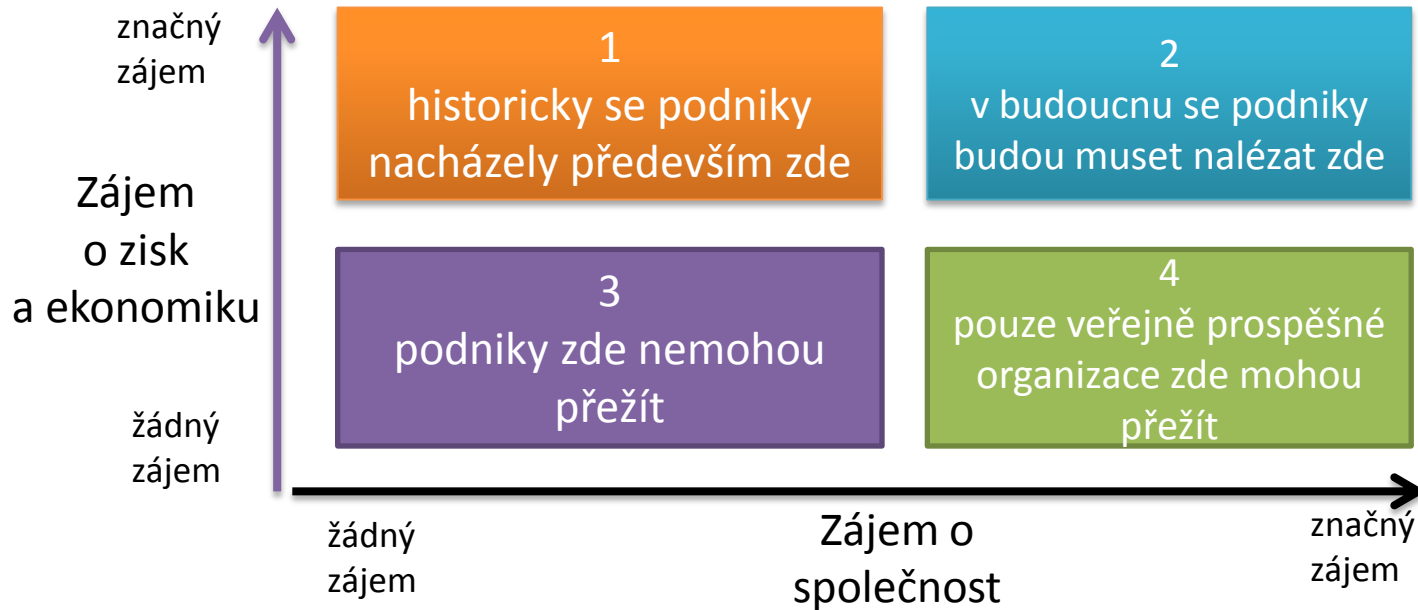 značný
zájem
1
historicky se podniky
nacházely především zde
2
v budoucnu se podniky
budou muset nalézat zde
Zájem
o zisk
a ekonomiku
3
podniky zde nemohou
přežít
4
pouze veřejně prospěšné
organizace zde mohou
přežít
žádný
zájem
žádný
zájem
Zájem o
společnost
značný
zájem